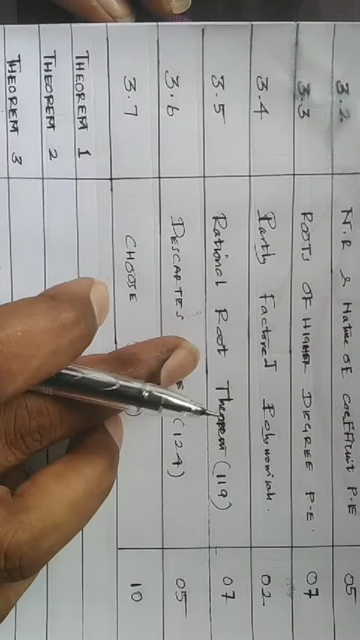 3.2 N.R & Nature OF coefficient P.E 05
3.3 ROOTS OF HIGHER DEGREE P.E. 07
3.4 Partly Factored Polynomials. 02
3.5 Rational Root Theorem (119) 07
3.6 DESCARTES (124) 05
3.7 CHOOSE 10
THEOREM 1
THEOREM 2
THEOREM 3